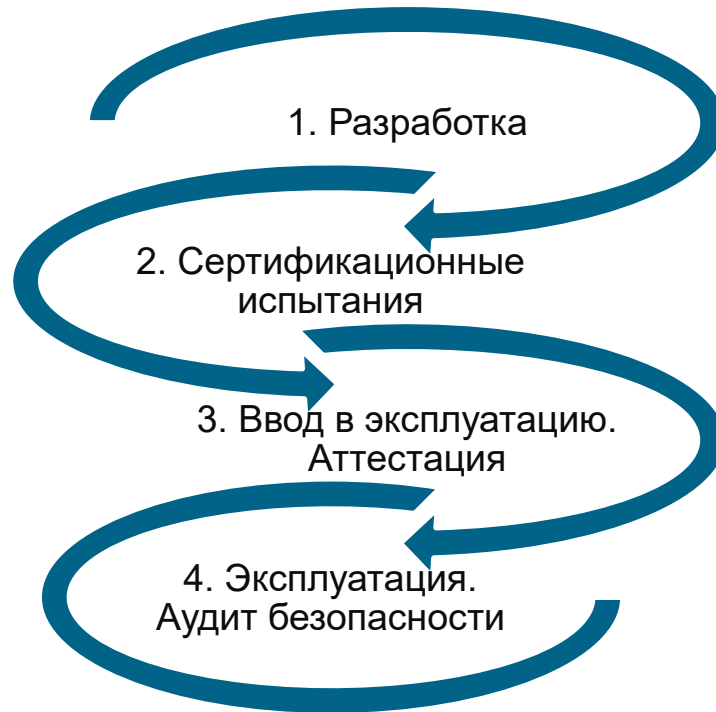 1. Разработка
2. Сертификационные
испытания
3. Ввод в эксплуатацию.
Аттестация
4. Эксплуатация.
Аудит безопасности